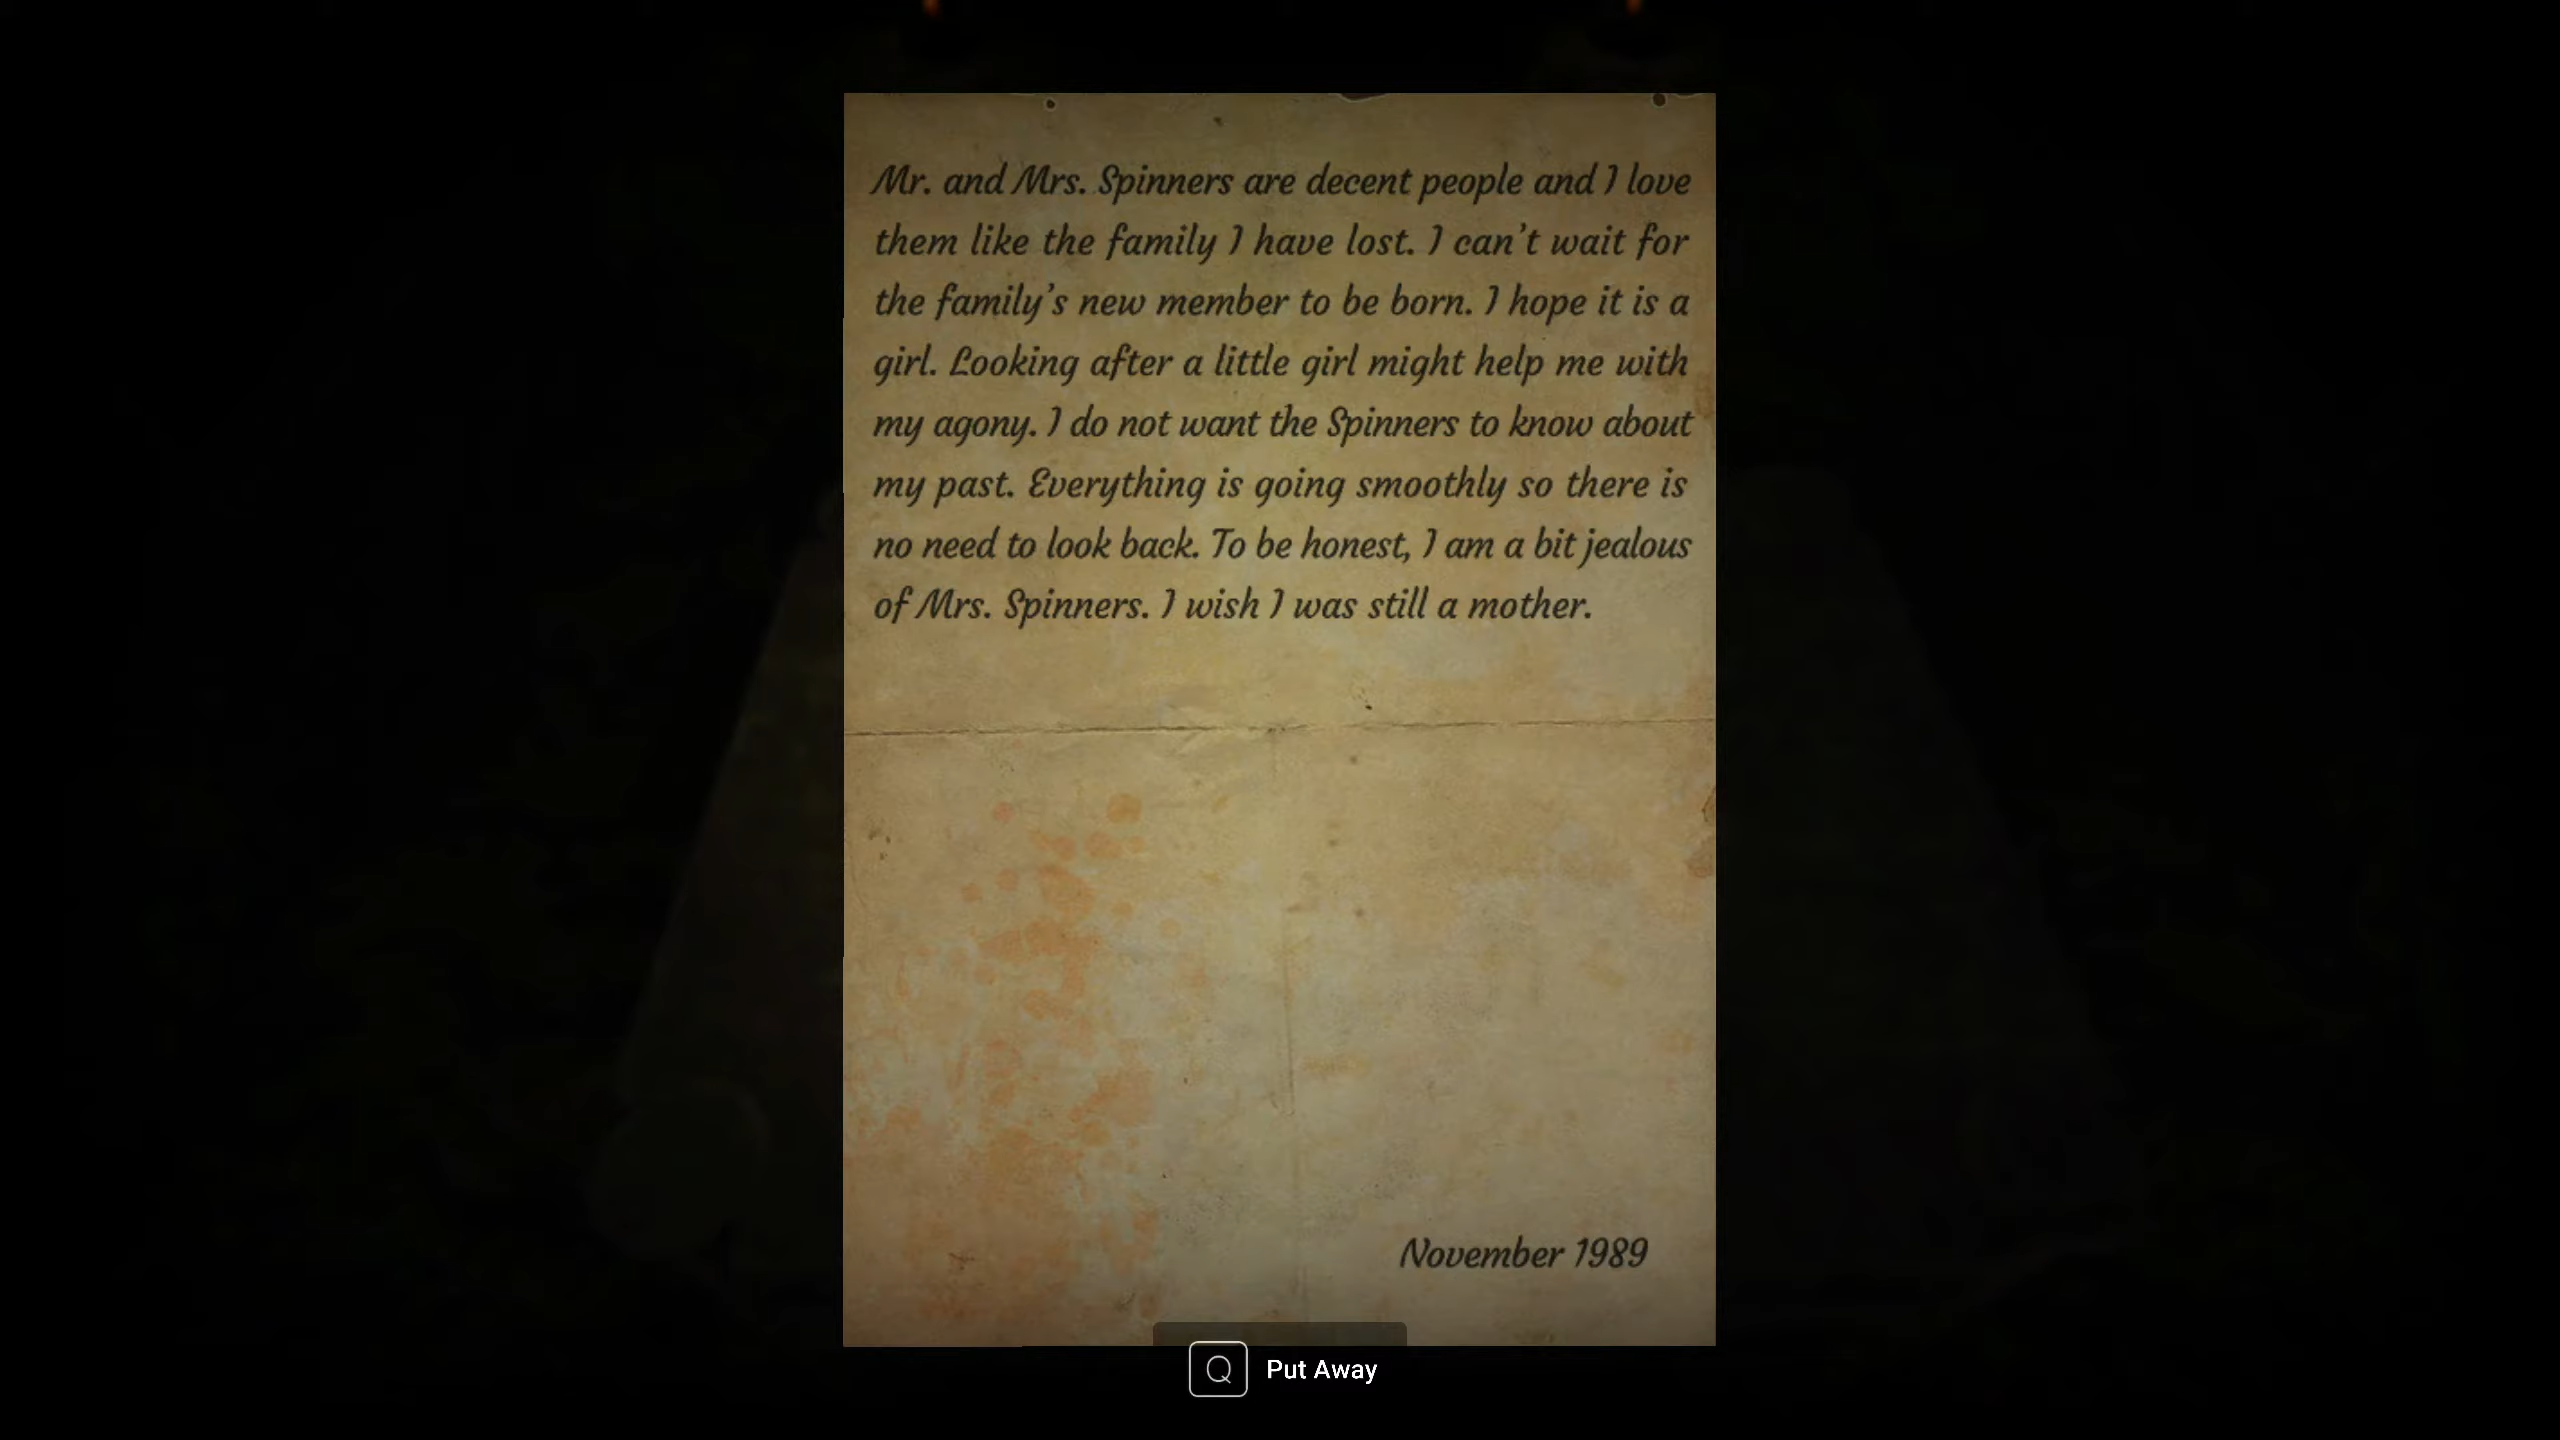 Mr. and Mrs. Spinners are decent people and I love
them like the family I have lost. I can't wait for
the family's new member to be born. I hope it is a
girl. Looking after a little girl might help me with
my agony. I do not want the Spinners to know about
my past. Everything is going smoothly so there is
no need to look back. To be honest, I am a bit jealous
of Mrs. Spinners. I wish I was still a mother.
November 1989
Q Put Away